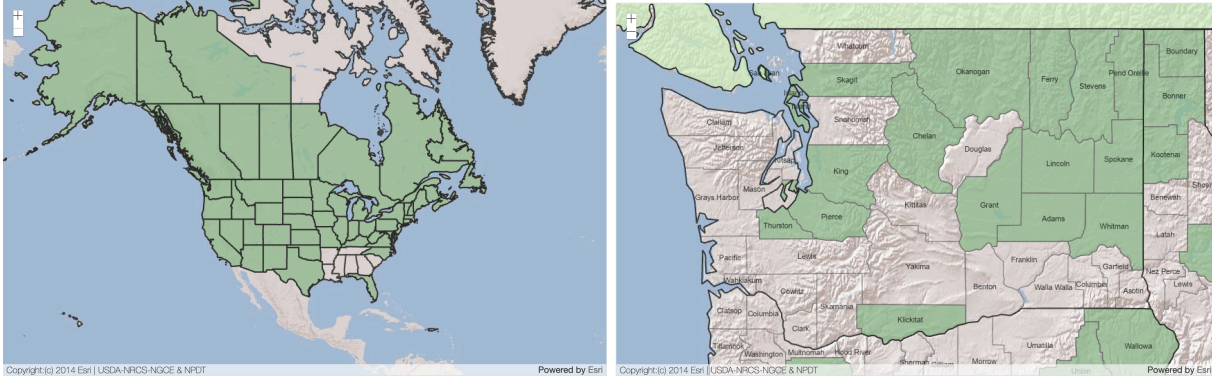 +
Copyright:(c) 2014 Esri | USDA-NRCS-NGCE & NPDT
Powered by Esri
+
Whatcom
Okanogan
Boundary
Skagit
Ferry
Pend Oreille
Stevens
Bonner
Snohomish
Clallam
Chelan
Jefferson
Douglas
Kitsap
Lincoln
Spokane
Kootenai
King
Mason
Grays Harbor
Benewah
Kittitas
Grant
Adams
Pierce
Thurston
Whitman
Latah
Pacific
Lewis
Franklin
Yakima
Garfield
Nez Perce
Wahkiakum
Cowlitz
Benton
Walla Walla
Columbia
Asotin
Lewis
Skamania
Clatsop
Columbia
Klickitat
Clark
Tillamook
Washington
Multnomah
Hood River
Umatilla
Wallowa
Sherman
Morrow
Union
Copyright:(c) 2014 Esri | USDA-NRCS-NGCE & NPDT
Powered by Esri